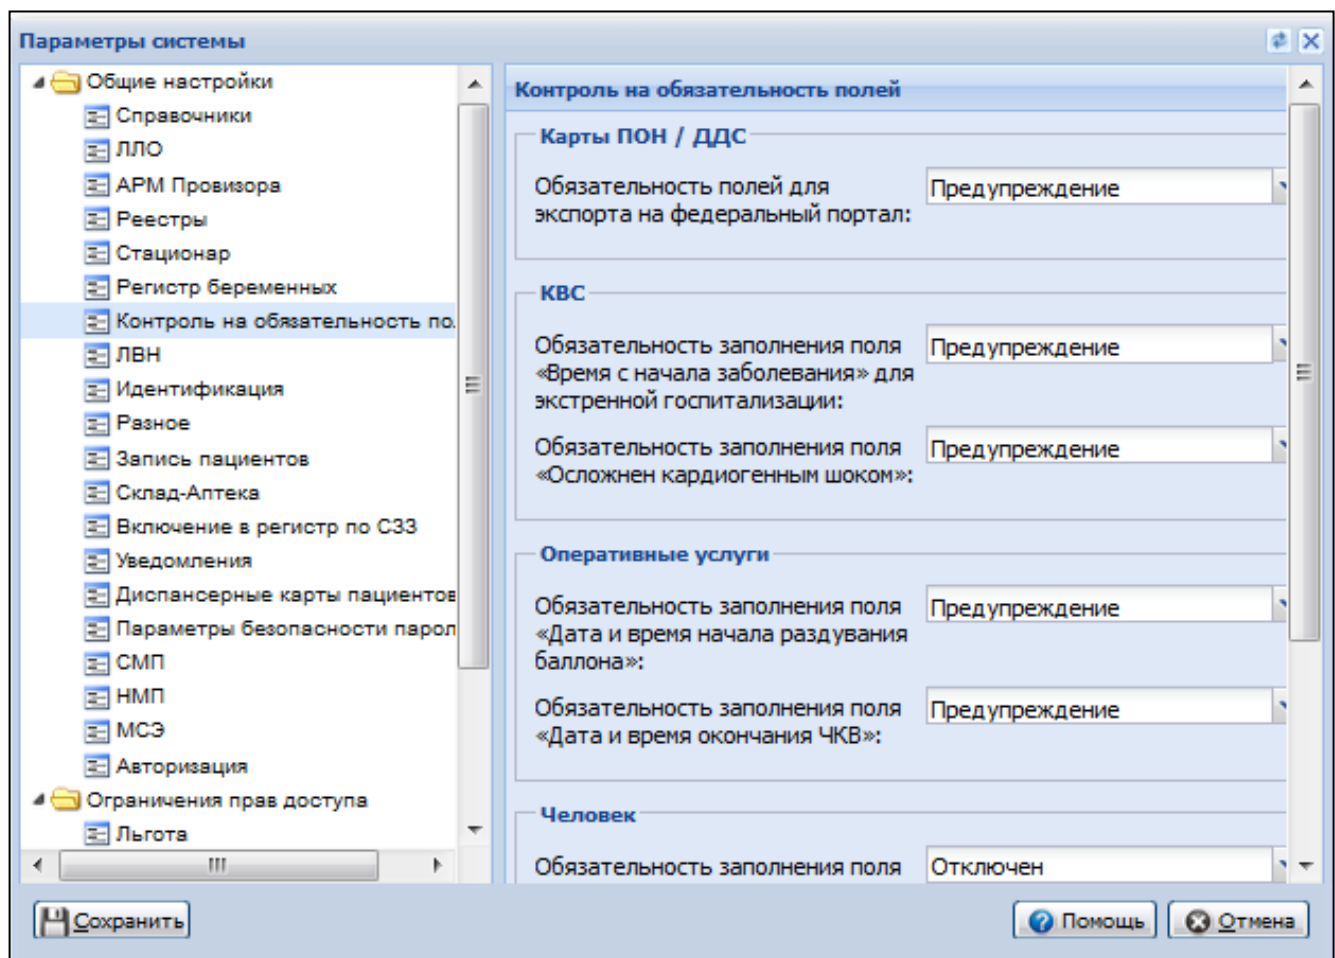 Параметры системы
Общие настройки
Справочники
ЛЛО
АРМ Провизора
Реестры
Стационар
Регистр беременных
Контроль на обязательность по
ЛВН
Идентификация
Разное
Запись пациентов
Склад-Аптека
Включение в регистр по СЗЗ
Уведомления
Диспансерные карты пациентов
Параметры безопасности парол
СМП
НМП
МСЭ
Авторизация
Ограничения прав доступа
Льгота
Контроль на обязательность полей
Карты ПОН / ДДС
Обязательность полей для
экспорта на федеральный портал:
Предупреждение
КВС
Обязательность заполнения поля
«Время с начала заболевания» для
экстренной госпитализации:
Предупреждение
Обязательность заполнения поля
«Осложнен кардиогенным шоком»:
Предупреждение
Оперативные услуги
Обязательность заполнения поля
«Дата и время начала раздувания
баллона»:
Предупреждение
Обязательность заполнения поля
«Дата и время окончания ЧКВ»:
Предупреждение
Человек
Обязательность заполнения поля
Отключен
Сохранить
Помощь
Отмена